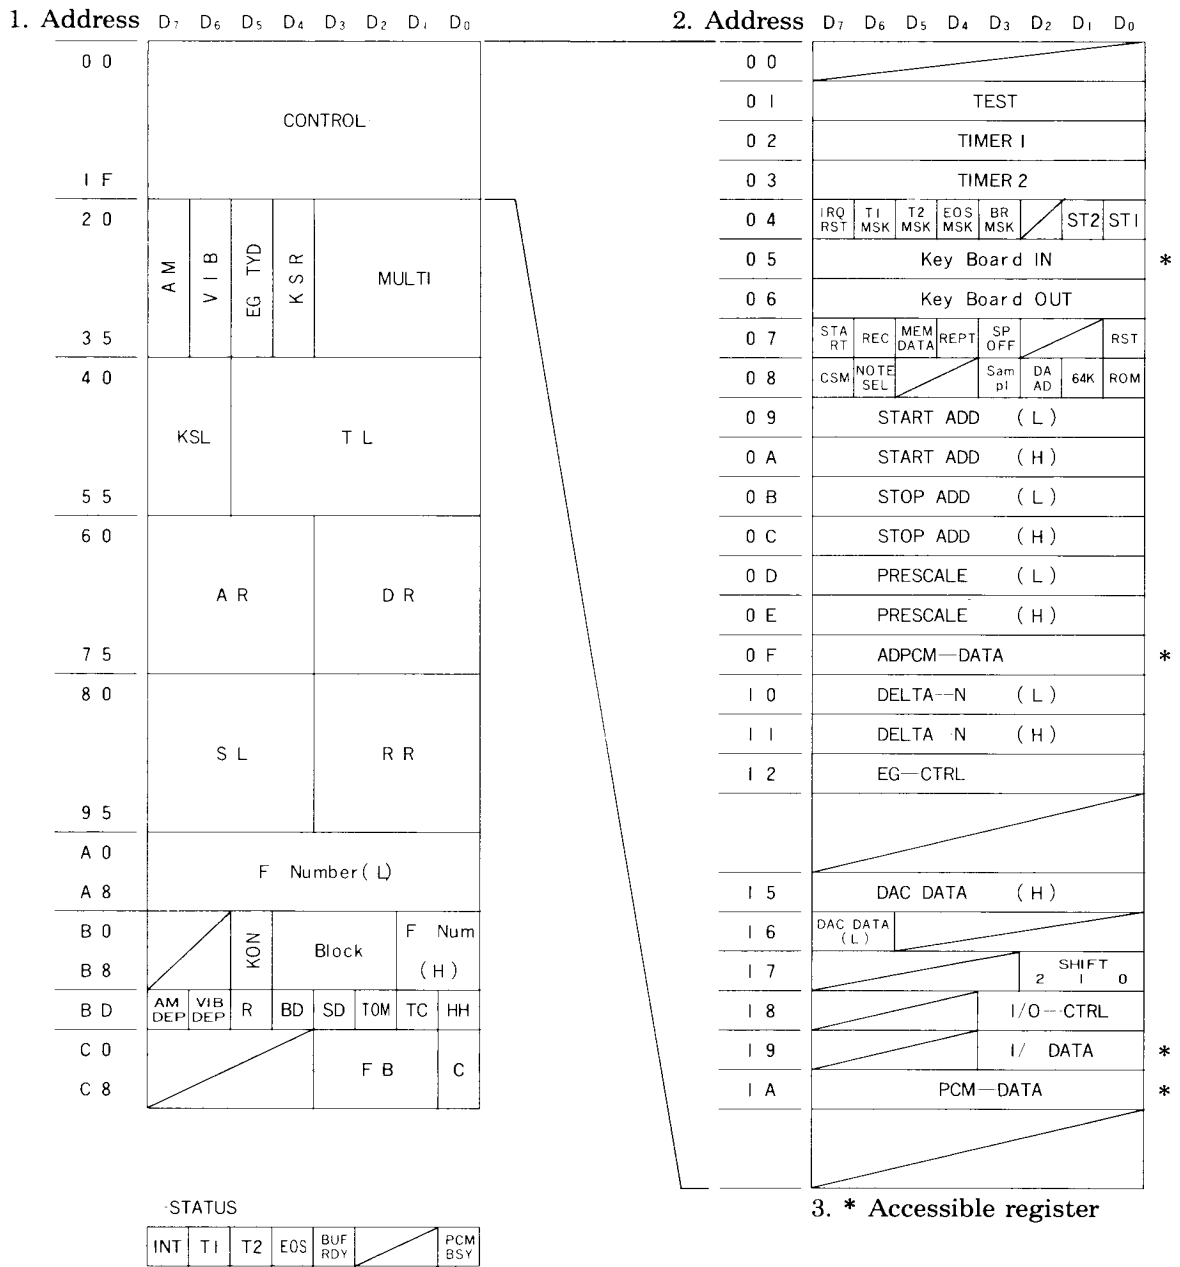 1. Address D7 D6 D5 D4 D3 D2 D1 D0
00
CONTROL
1F
20
AM VIB EG TYD KSR MULTI
35
40
KSL TL
55
60
AR DR
75
80
SL RR
95
A0
F Number(L)
A8
B0
KON Block F Num
(H)
B8
BD AM DEP VIB DEP R BD SD TOM TC HH
C0
FB C
C8
STATUS
INT T1 T2 EOS BUF RDY PCM BSY
2. Address D7 D6 D5 D4 D3 D2 D1 D0
00
01 TEST
02 TIMER 1
03 TIMER 2
04 IRQ RST T1 MSK T2 MSK EOS MSK BR MSK ST2 ST1
05 Key Board IN *
06 Key Board OUT
07 STA RT REC MEM DATA REPT SP OFF RST
08 CSM NOTE SEL Sam pl DA AD 64K ROM
09 START ADD (L)
0A START ADD (H)
0B STOP ADD (L)
0C STOP ADD (H)
0D PRESCALE (L)
0E PRESCALE (H)
0F ADPCM—DATA *
10 DELTA--N (L)
11 DELTA N (H)
12 EG—CTRL
15 DAC DATA (H)
16 DAC DATA (L)
17 SHIFT
2 1 0
18 I/O--CTRL
19 I/ DATA *
1A PCM—DATA *
3. * Accessible register